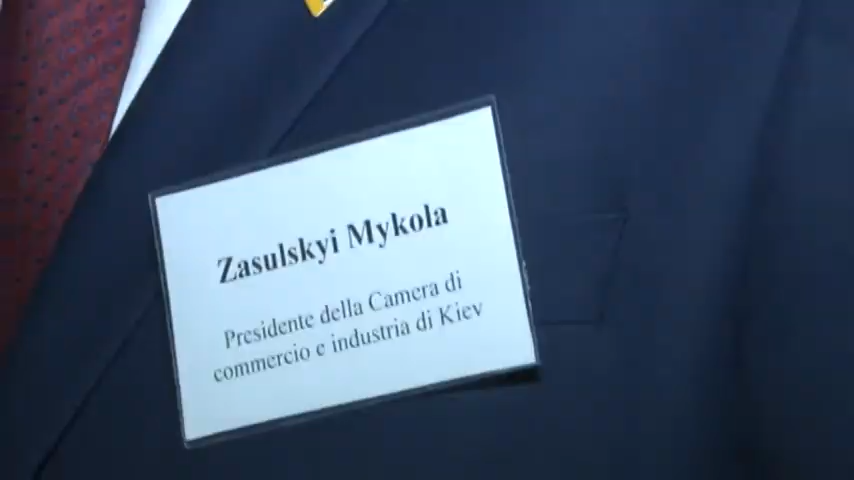 Zasulskyi Mykola
Presidente della Camera di
commercio e industria di Kiev